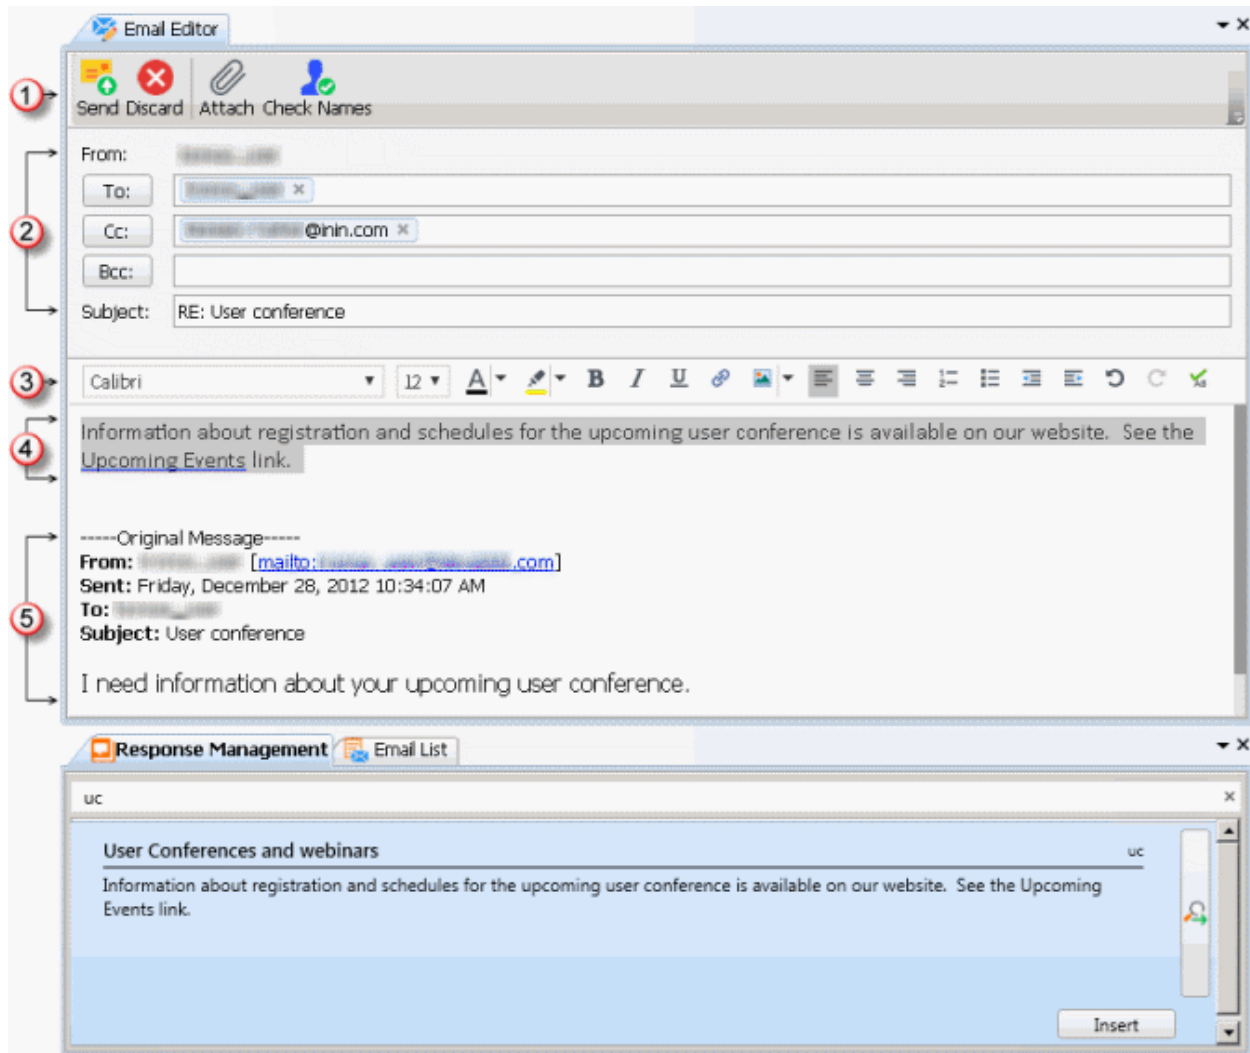 Email Editor
1
Send Discard Attach Check Names
From:
To:
2
Cc: @inin.com
Bcc:
Subject: RE: User conference
3
Calibri 12 A B I U
4
Information about registration and schedules for the upcoming user conference is available on our website. See the
Upcoming Events link.
-----Original Message-----
From: [mailto: .com]
Sent: Friday, December 28, 2012 10:34:07 AM
To:
5
Subject: User conference
I need information about your upcoming user conference.
Response Management Email List
uc
User Conferences and webinars uc
Information about registration and schedules for the upcoming user conference is available on our website. See the Upcoming
Events link.
Insert